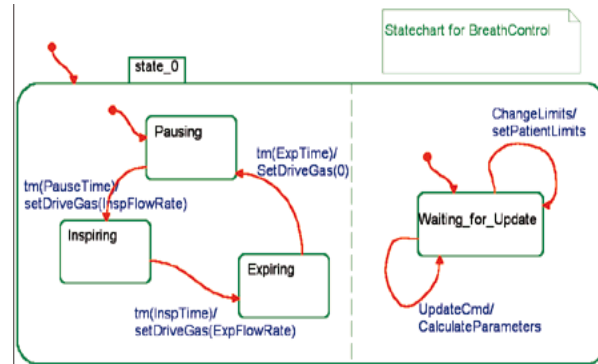 Statechart for BreathControl
state_0
Pausing
ChangeLimits/
setPatientLimits
tm(ExpTime)/
SetDriveGas(0)
tm(PauseTime)/
setDriveGas(InspFlowRate)
Waiting_for_Update
Inspiring
Expiring
tm(InspTime)/
setDriveGas(ExpFlowRate)
UpdateCmd/
CalculateParameters